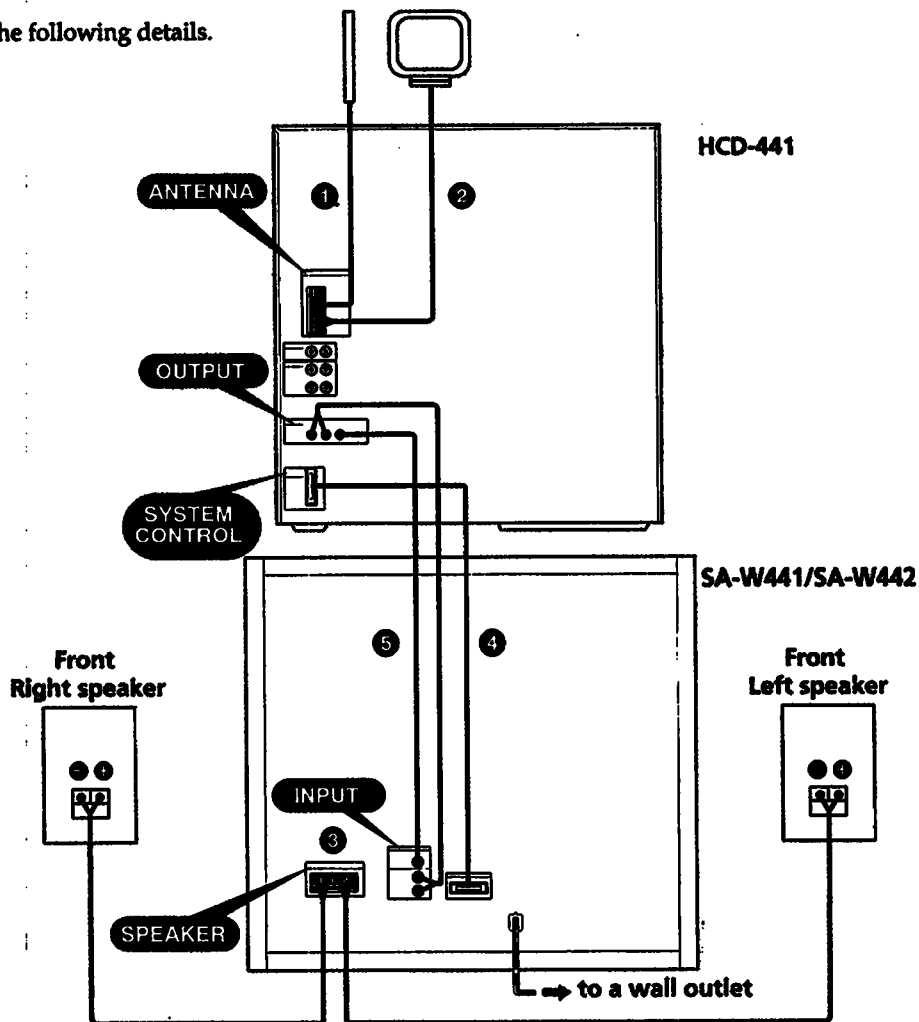 he following details.
HCD-441
ANTENNA
1
2
OUTPUT
SYSTEM
CONTROL
SA-W441/SA-W442
5
4
Front
Right speaker
Front
Left speaker
- +
+
INPUT
3
SPEAKER
to a wall outlet